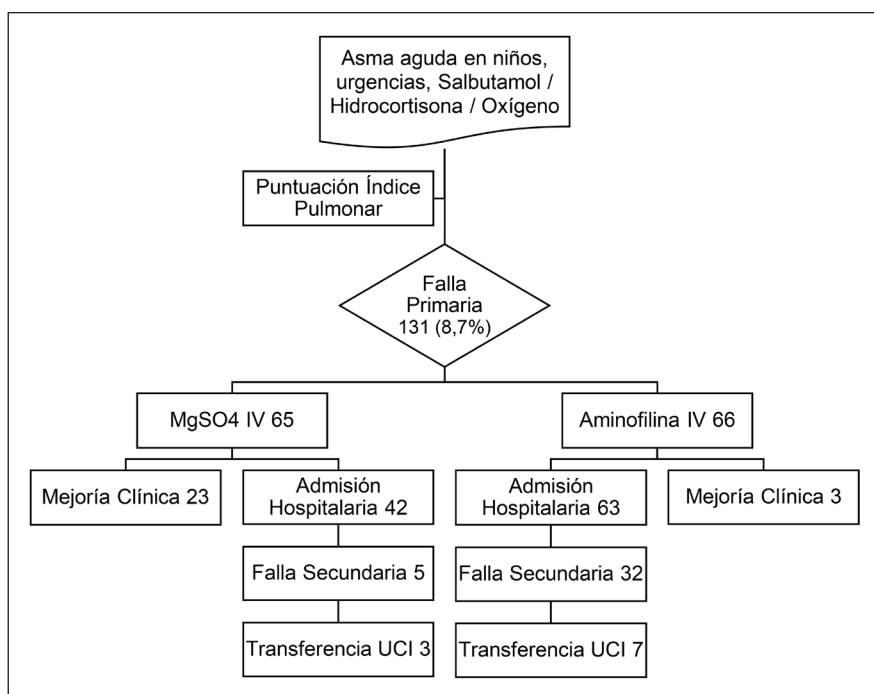 Asma aguda en niños,
urgencias, Salbutamol /
Hidrocortisona / Oxígeno
Puntuación Índice
Pulmonar
Falla
Primaria
131 (8,7%)
MgSO4 IV 65
Aminofilina IV 66
Mejoría Clínica 23
Admisión
Hospitalaria 42
Admisión
Hospitalaria 63
Mejoría Clínica 3
Falla Secundaria 5
Falla Secundaria 32
Transferencia UCI 3
Transferencia UCI 7